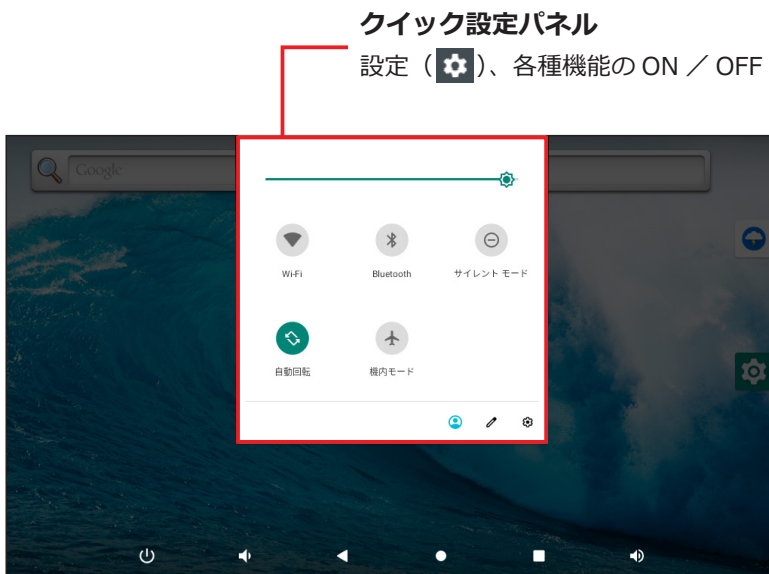 クイック設定パネル
設定（ ）、各種機能の ON ／ OFF
Google
Wi-Fi
Bluetooth
サイレント モード
自動回転
機内モード